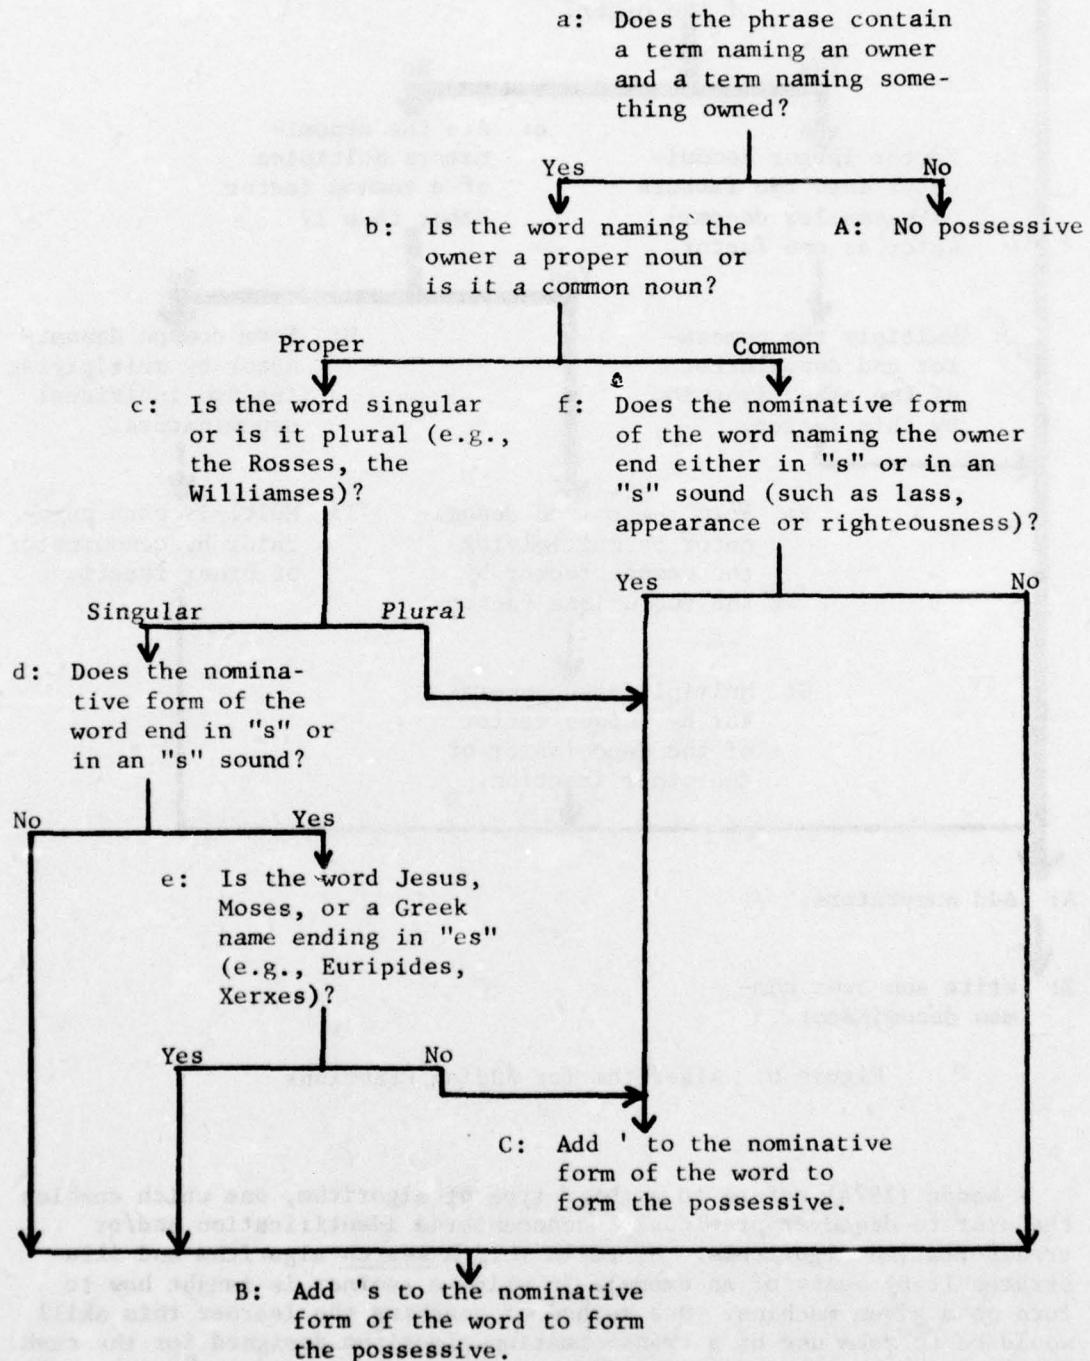 a: Does the phrase contain
a term naming an owner
and a term naming some-
thing owned?
Yes No
b: Is the word naming the
owner a proper noun or
is it a common noun?
A: No possessive
Proper Common
c: Is the word singular
or is it plural (e.g.,
the Rosses, the
Williamses)?
f: Does the nominative form
of the word naming the owner
end either in "s" or in an
"s" sound (such as lass,
appearance or righteousness)?
Yes No
Singular Plural
d: Does the nomina-
tive form of the
word end in "s" or
in an "s" sound?
No Yes
e: Is the word Jesus,
Moses, or a Greek
name ending in "es"
(e.g., Euripides,
Xerxes)?
Yes No
C: Add ' to the nominative
form of the word to
form the possessive.
B: Add 's to the nominative
form of the word to form
the possessive.